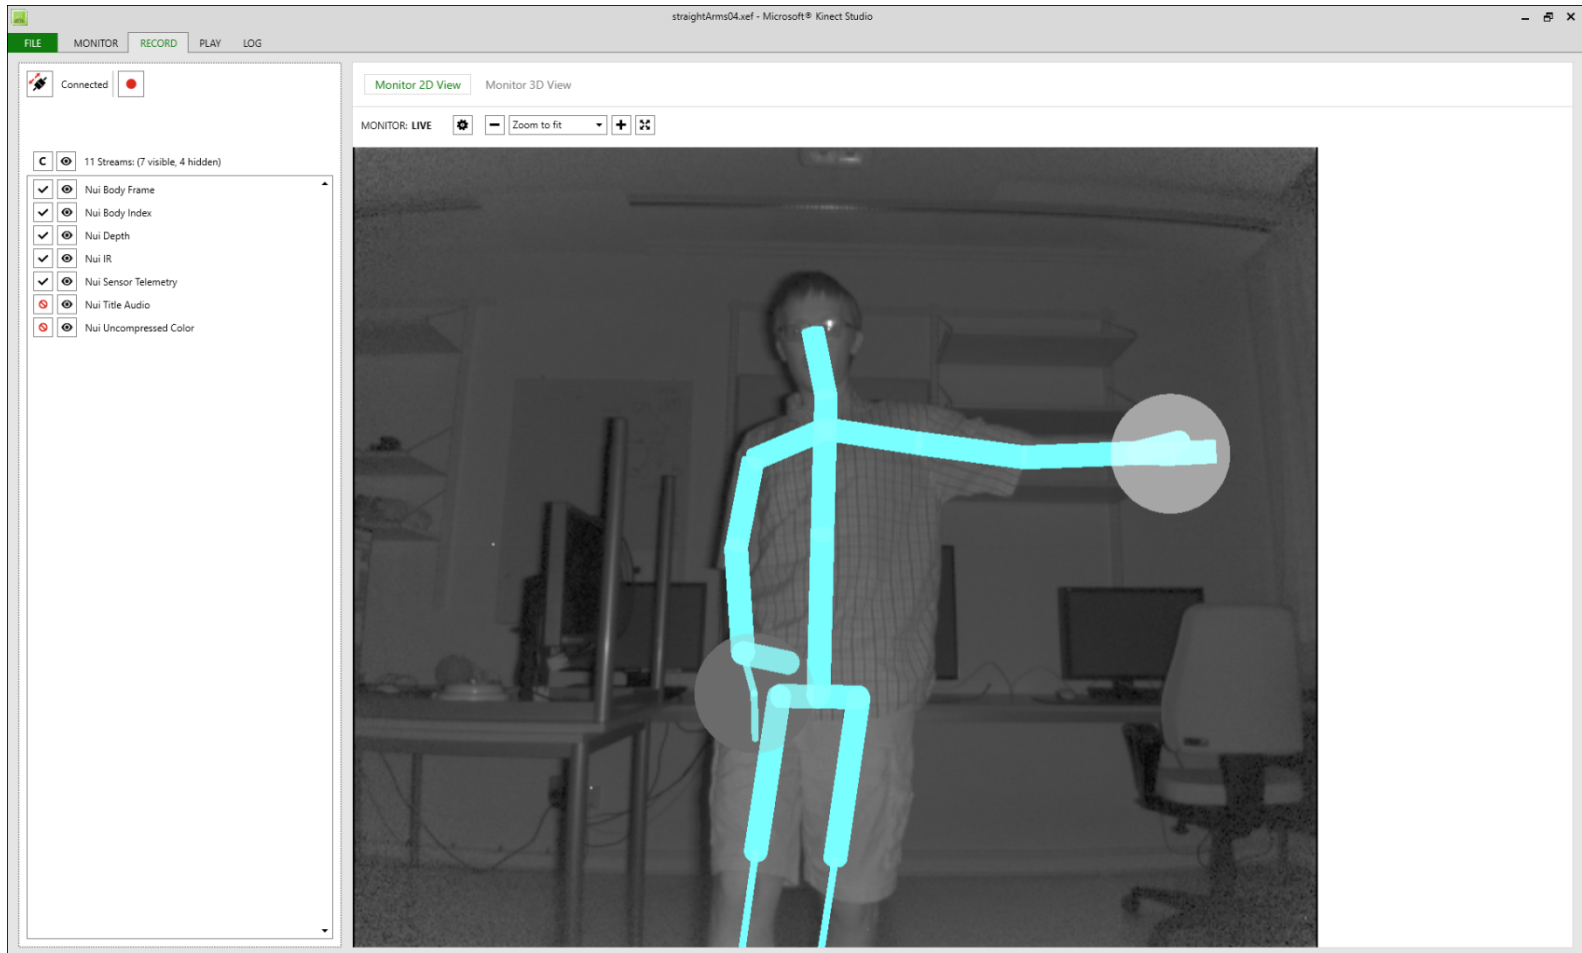 straightArms04.xef - Microsoft® Kinect Studio
FILE MONITOR RECORD PLAY LOG
Connected
Monitor 2D View Monitor 3D View
MONITOR: LIVE Zoom to fit
C 11 Streams: (7 visible, 4 hidden)
Nui Body Frame
Nui Body Index
Nui Depth
Nui IR
Nui Sensor Telemetry
Nui Title Audio
Nui Uncompressed Color